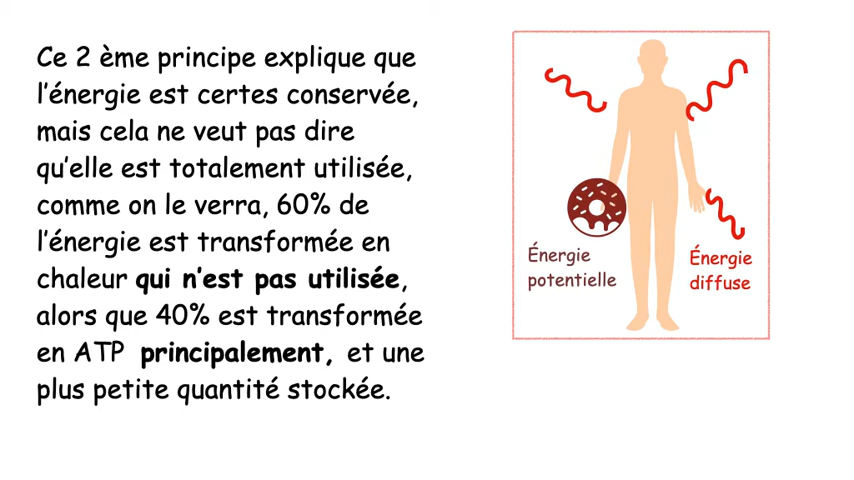 Ce 2 ème principe explique que
l'énergie est certes conservée,
mais cela ne veut pas dire
qu'elle est totalement utilisée,
comme on le verra, 60% de
l'énergie est transformée en
chaleur qui n'est pas utilisée,
alors que 40% est transformée
en ATP principalement, et une
plus petite quantité stockée.
Énergie
potentielle
Énergie
diffuse